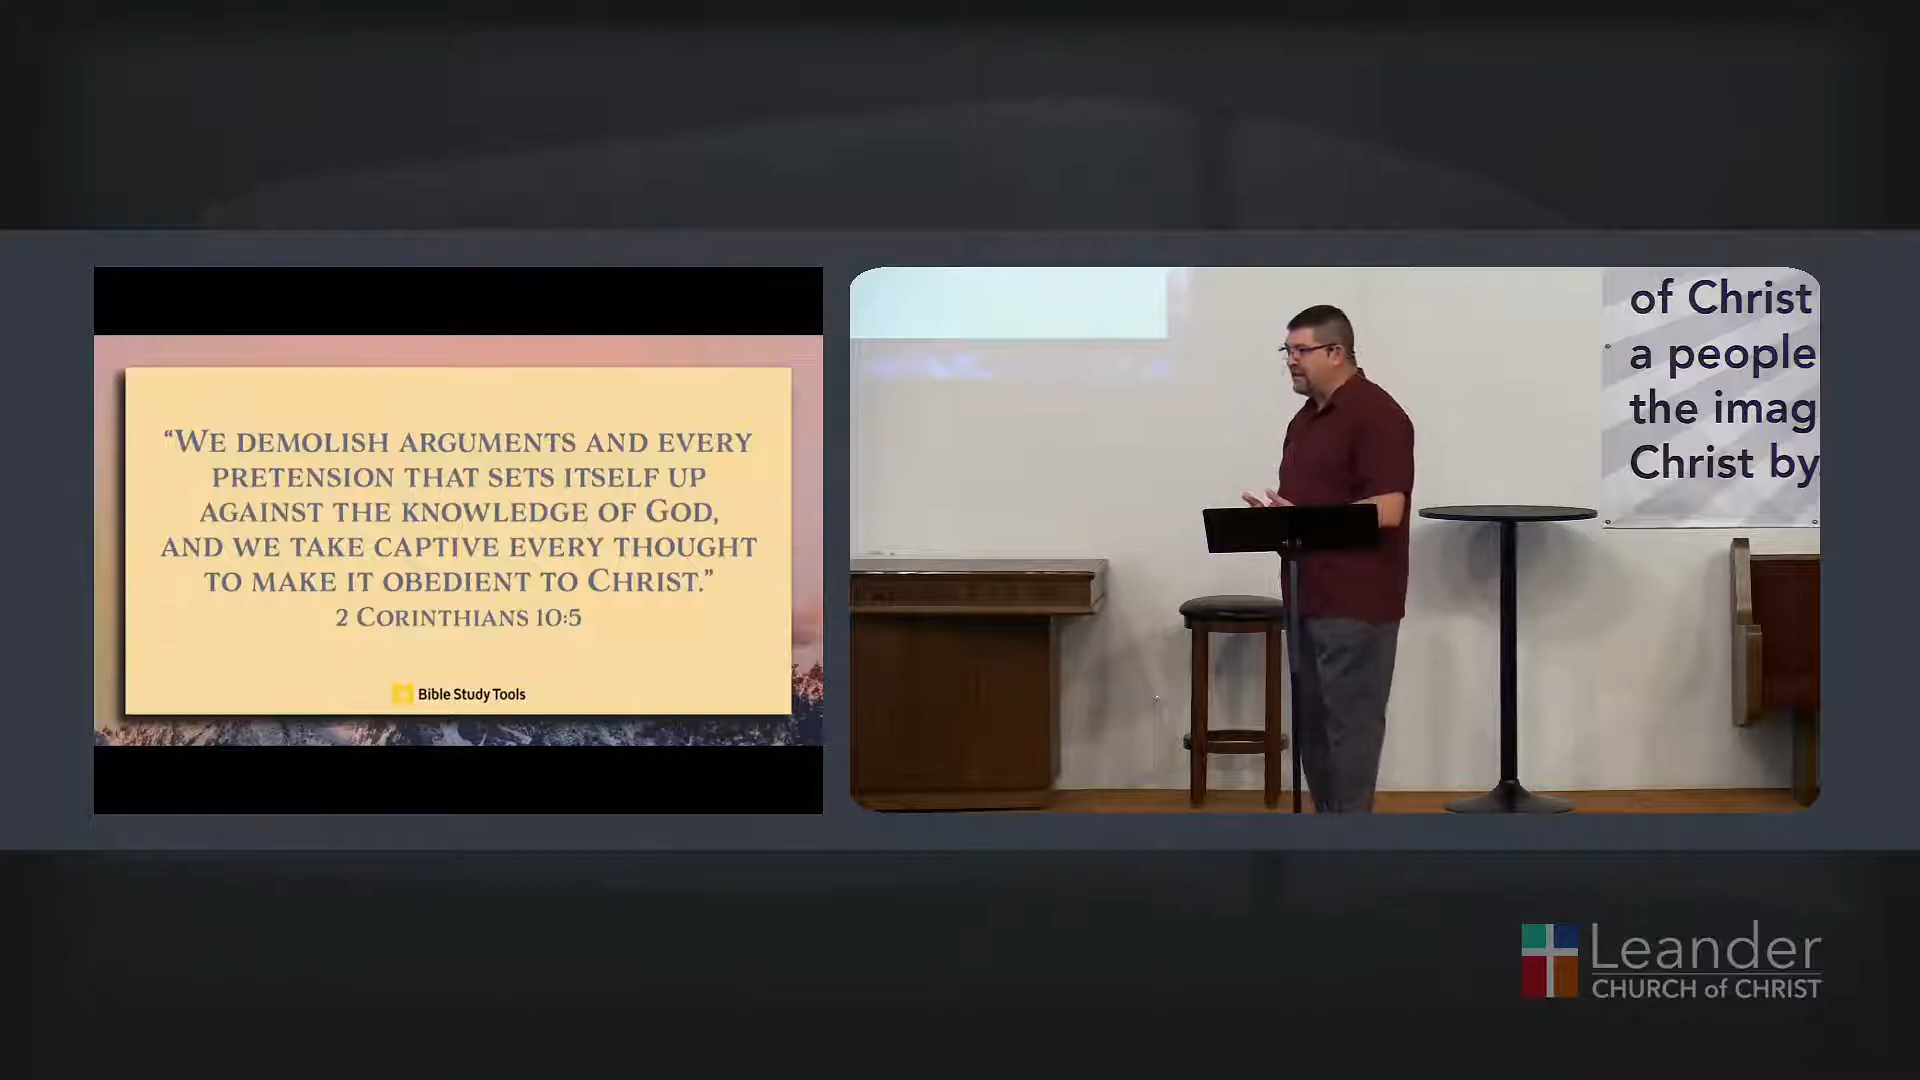 “WE DEMOLISH ARGUMENTS AND EVERY
PRETENSION THAT SETS ITSELF UP
AGAINST THE KNOWLEDGE OF GOD,
AND WE TAKE CAPTIVE EVERY THOUGHT
TO MAKE IT OBEDIENT TO CHRIST.”
2 CORINTHIANS 10:5
Bible Study Tools
of Christ
a people
the imag
Christ by
Leander
CHURCH of CHRIST